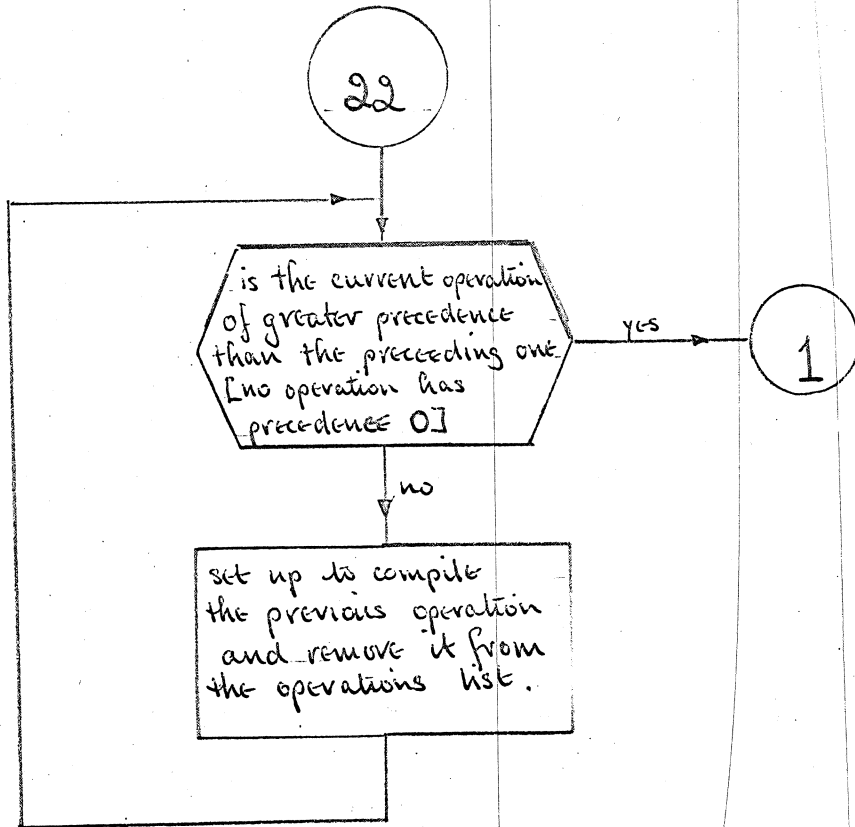 22
is the current operation
of greater precedence
than the preceeding one
[no operation has
precedence 0]
yes
1
no
set up to compile
the previous operation
and remove it from
the operations list.